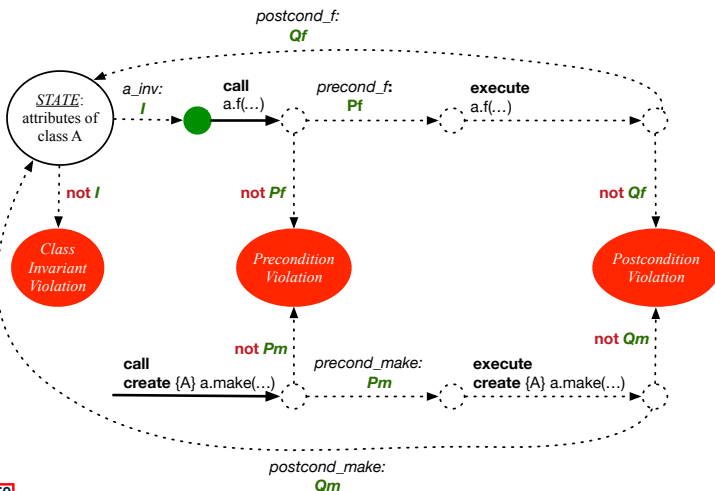 postcond_f:
Qf
STATE:
attributes of
class A
a_inv:
I
call
a.f(…)
precond_f:
Pf
execute
a.f(…)
not I
not Pf
not Qf
Class
Invariant
Violation
Precondition
Violation
Postcondition
Violation
not Pm
not Qm
call
create {A} a.make(…)
precond_make:
Pm
execute
create {A} a.make(…)
postcond_make:
Qm